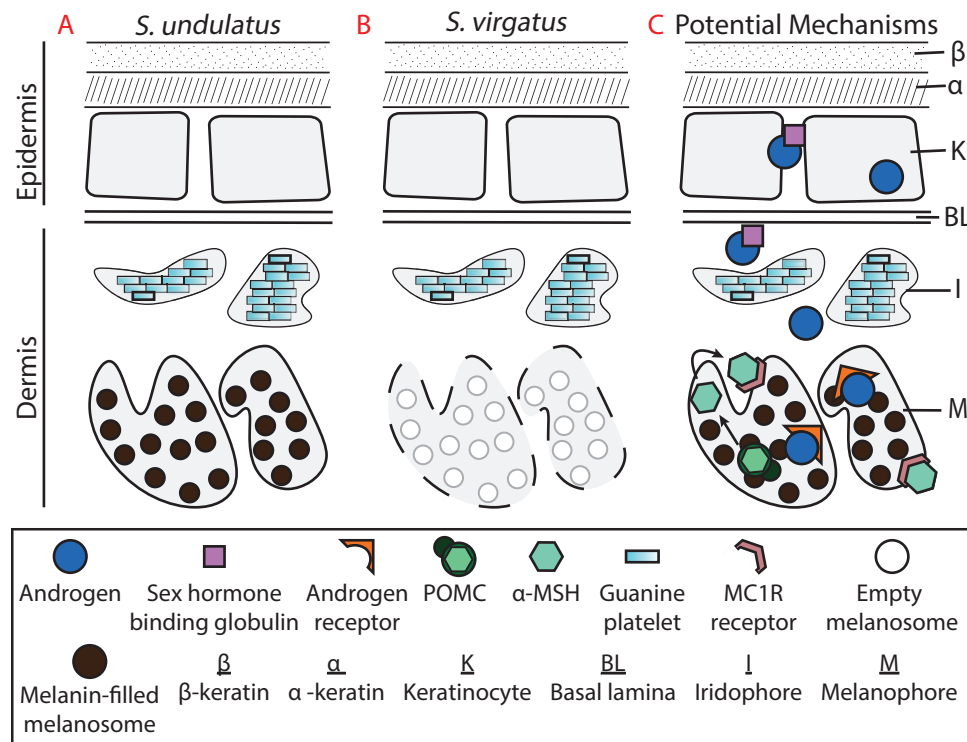 A S. undulatus
B S. virgatus
C Potential Mechanisms
Epidermis
β
α
K
BL
Dermis
I
M
Androgen
Sex hormone
binding globulin
Androgen
receptor
POMC
α-MSH
Guanine
platelet
MC1R
receptor
Empty
melanosome
Melanin-filled
melanosome
β
β-keratin
α
α -keratin
K
Keratinocyte
BL
Basal lamina
I
Iridophore
M
Melanophore